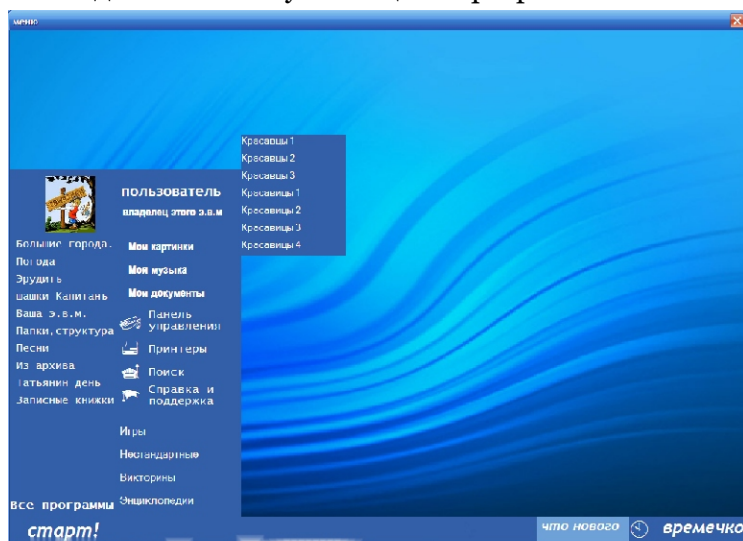 меню
Красавцы 1
Красавцы 2
Красавцы 3
Красавицы 1
Красавицы 2
Красавицы 3
Красавицы 4
пользователь
владелец этого э.в.м
Большие города.
Погода
Эрудить
шашки Капитань
Ваша э.в.м.
Папки,структура
Песни
Из архива
Татьянин день
Записные книжки
Все программы
Мои картинки
Моя музыка
Мои документы
Панель
управления
Принтеры
Поиск
Справка и
поддержка
Игры
Нестандартные
Викторины
Энциклопедии
старт!
что нового
времечко